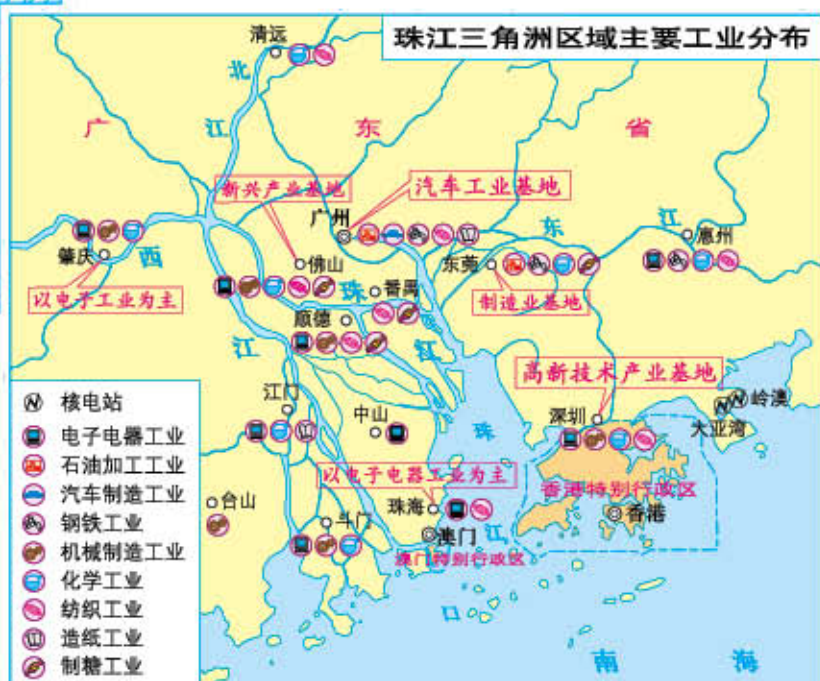 珠江三角洲区域主要工业分布
清远
北
江
广
东
省
新兴产业基地
汽车工业基地
广州
东
江
惠州
肇庆
西
佛山
东莞
以电子工业为主
珠
番禺
制造业基地
顺德
江
江
高新技术产业基地
核电站
江门
中山
深圳
岭澳
大亚湾
珠
电子电器工业
石油加工工业
以电子电器工业为主
香港特别行政区
汽车制造工业
台山
珠海
香港
钢铁工业
斗门
江
澳门
机械制造工业
澳门特别行政区
化学工业
口
纺织工业
造纸工业
南
海
制糖工业